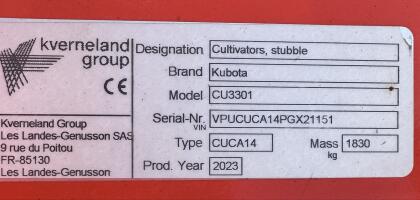 kverneland
group
CE
Kverneland Group
Les Landes-Genusson SAS
9 rue du Poitou
FR-85130
Les Landes-Genusson
Designation Cultivators, stubble
Brand Kubota
Model CU3301
Serial-Nr. VPUCUCA14PGX21151
VIN
Type CUCA14 Mass 1830
kg
Prod. Year 2023